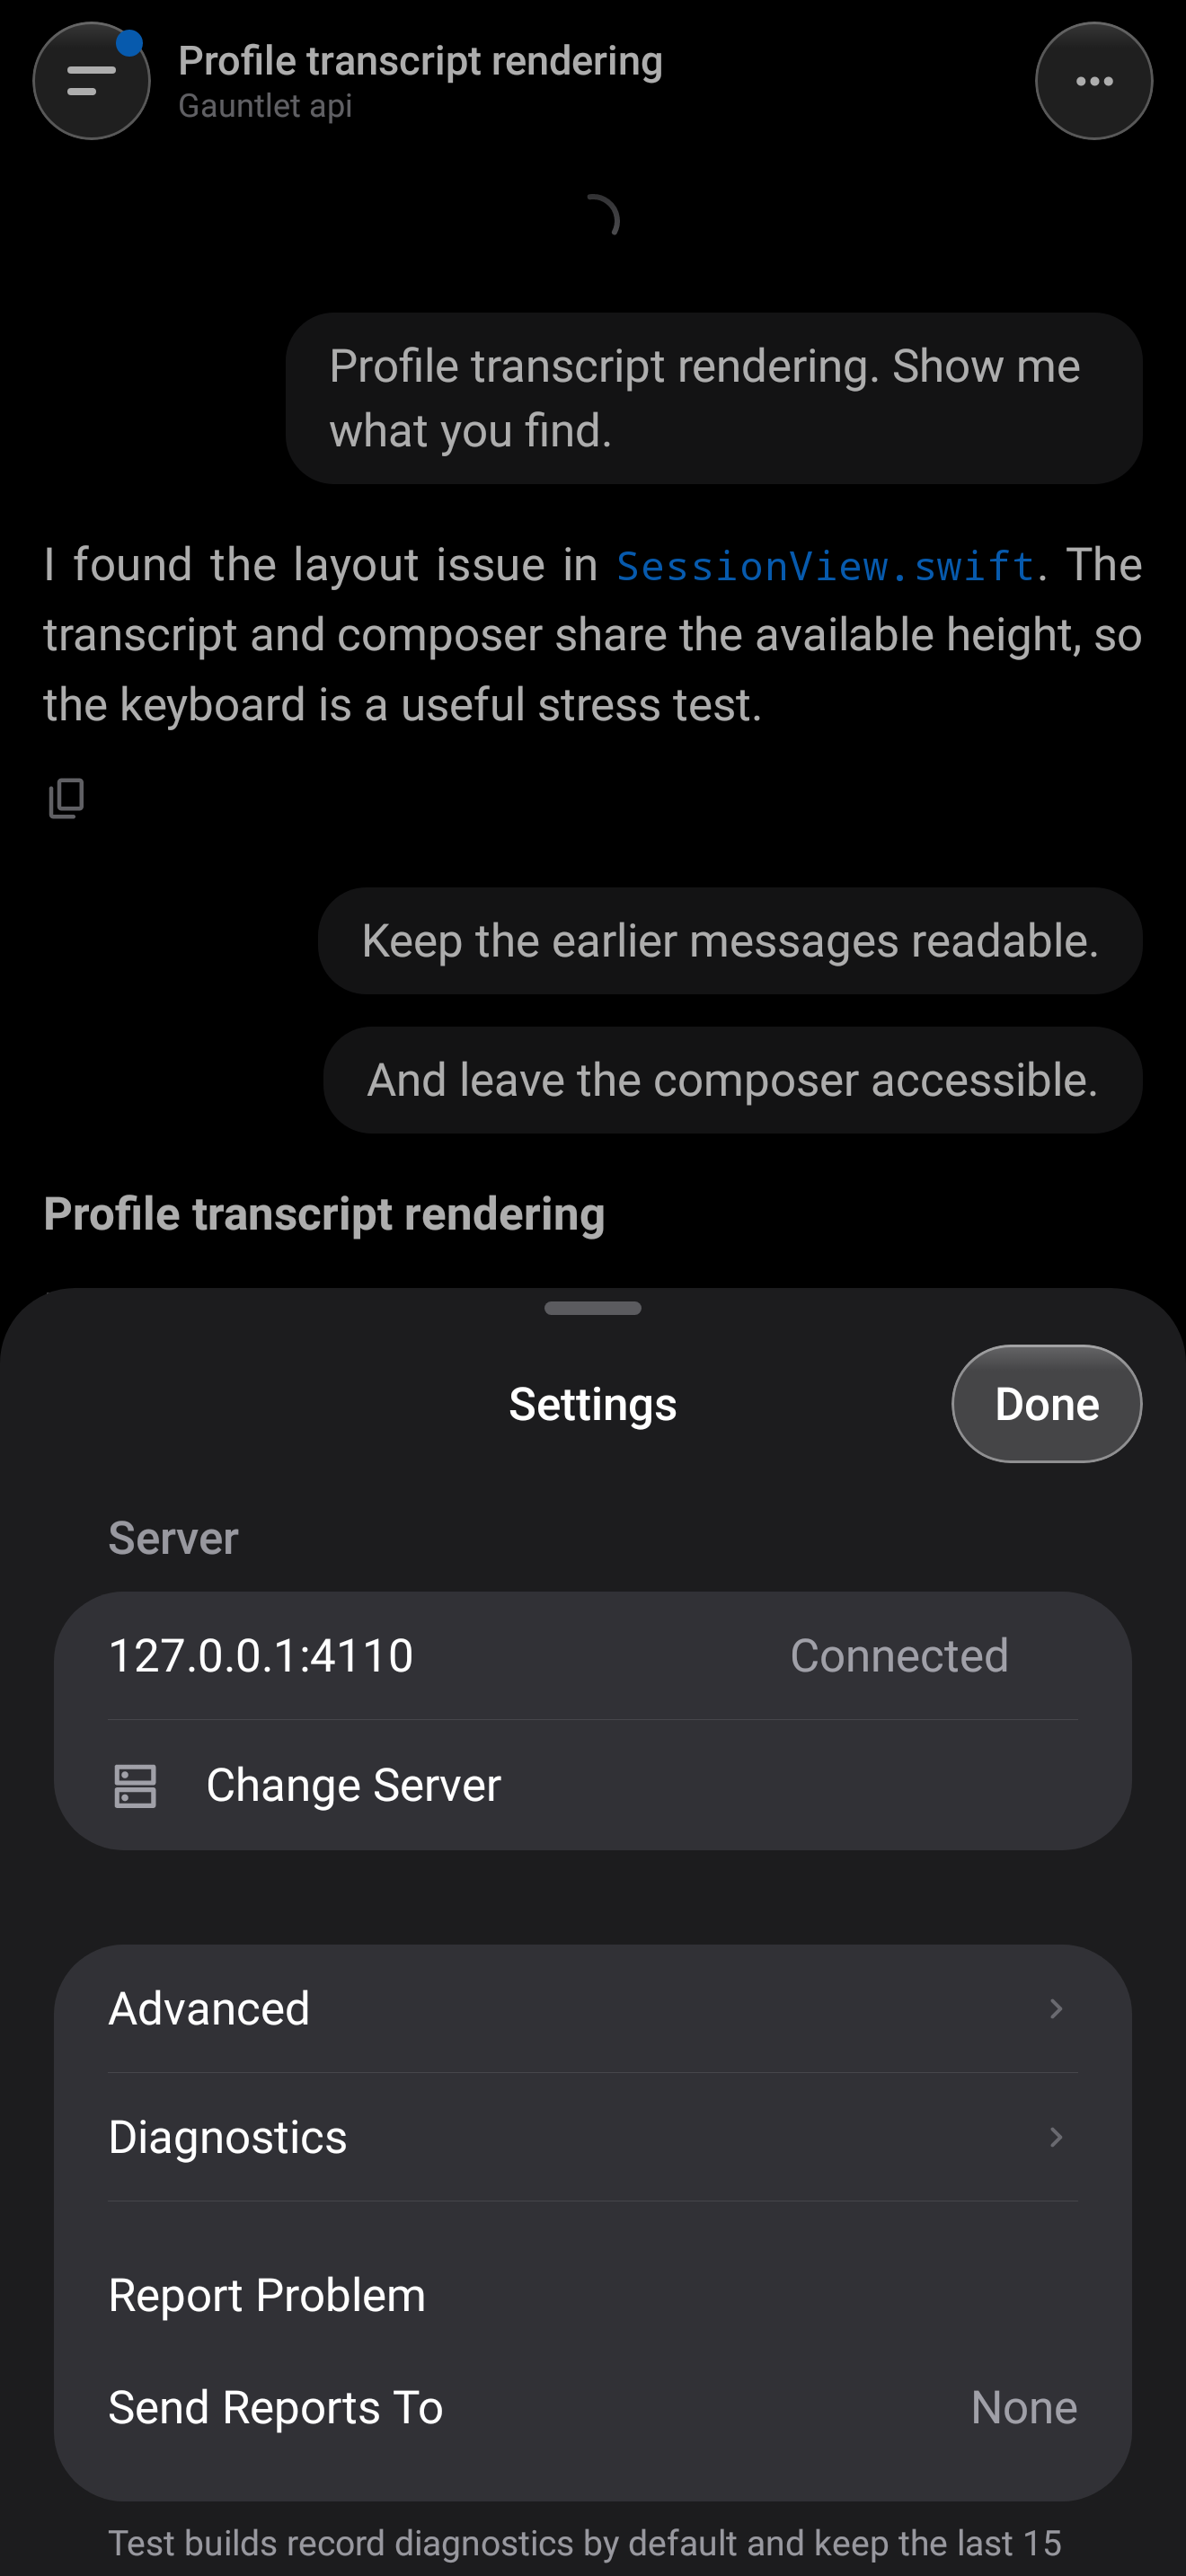 Profile transcript rendering
Gauntlet api
Profile transcript rendering. Show me
what you find.
I found the layout issue in SessionView.swift. The
transcript and composer share the available height, so
the keyboard is a useful stress test.
Keep the earlier messages readable.
And leave the composer accessible.
Profile transcript rendering
Settings
Done
Server
127.0.0.1:4110
Connected
Change Server
Advanced
Diagnostics
Report Problem
Send Reports To
None
Test builds record diagnostics by default and keep the last 15